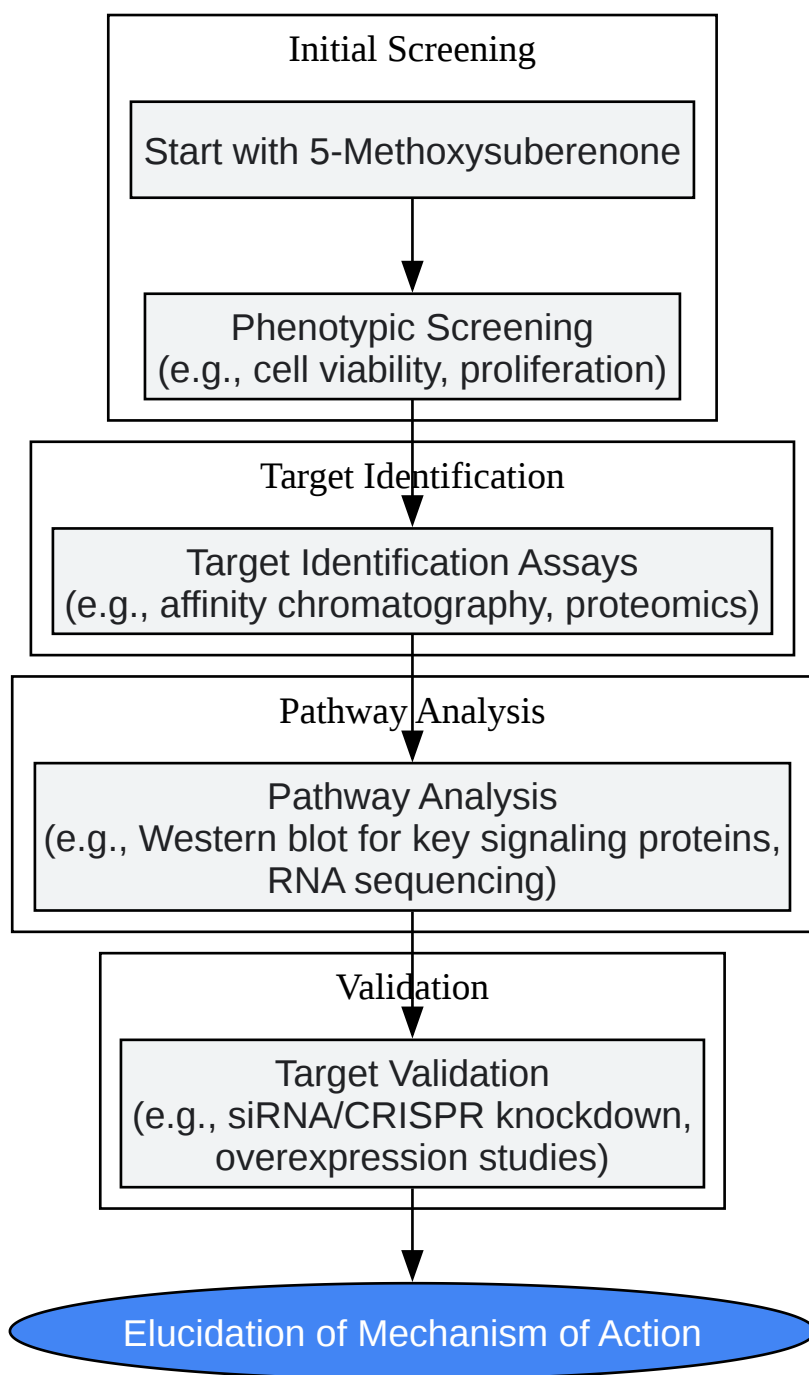 Initial Screening
Start with 5-Methoxysuberenone
Phenotypic Screening
(e.g., cell viability, proliferation)
Target Identification
Target Identification Assays
(e.g., affinity chromatography, proteomics)
Pathway Analysis
Pathway Analysis
(e.g., Western blot for key signaling proteins,
RNA sequencing)
Validation
Target Validation
(e.g., siRNA/CRISPR knockdown,
overexpression studies)
Elucidation of Mechanism of Action